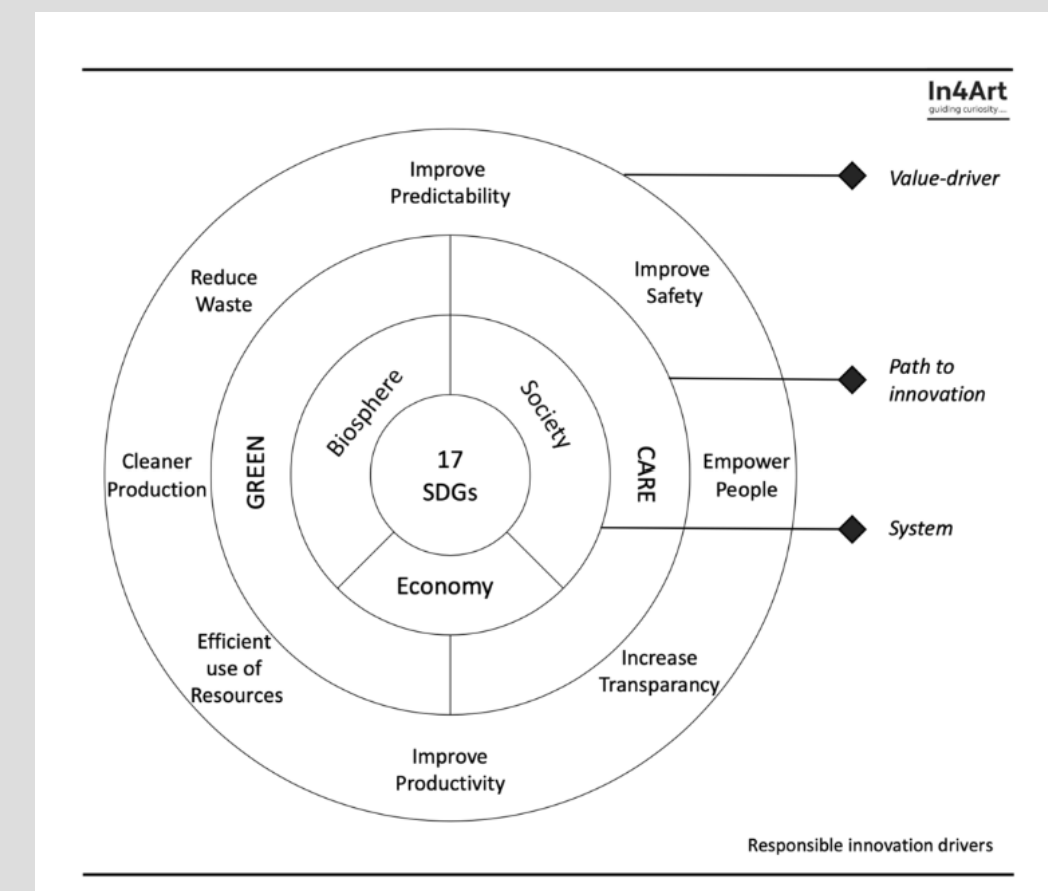 In4Art
guiding curiosity...
Improve
Predictability
Value-driver
Reduce
Waste
Improve
Safety
Path to
innovation
Biosphere
Society
GREEN
17
SDGs
CARE
Cleaner
Production
Empower
People
System
Economy
Efficient
use of
Resources
Increase
Transparancy
Improve
Productivity
Responsible innovation drivers